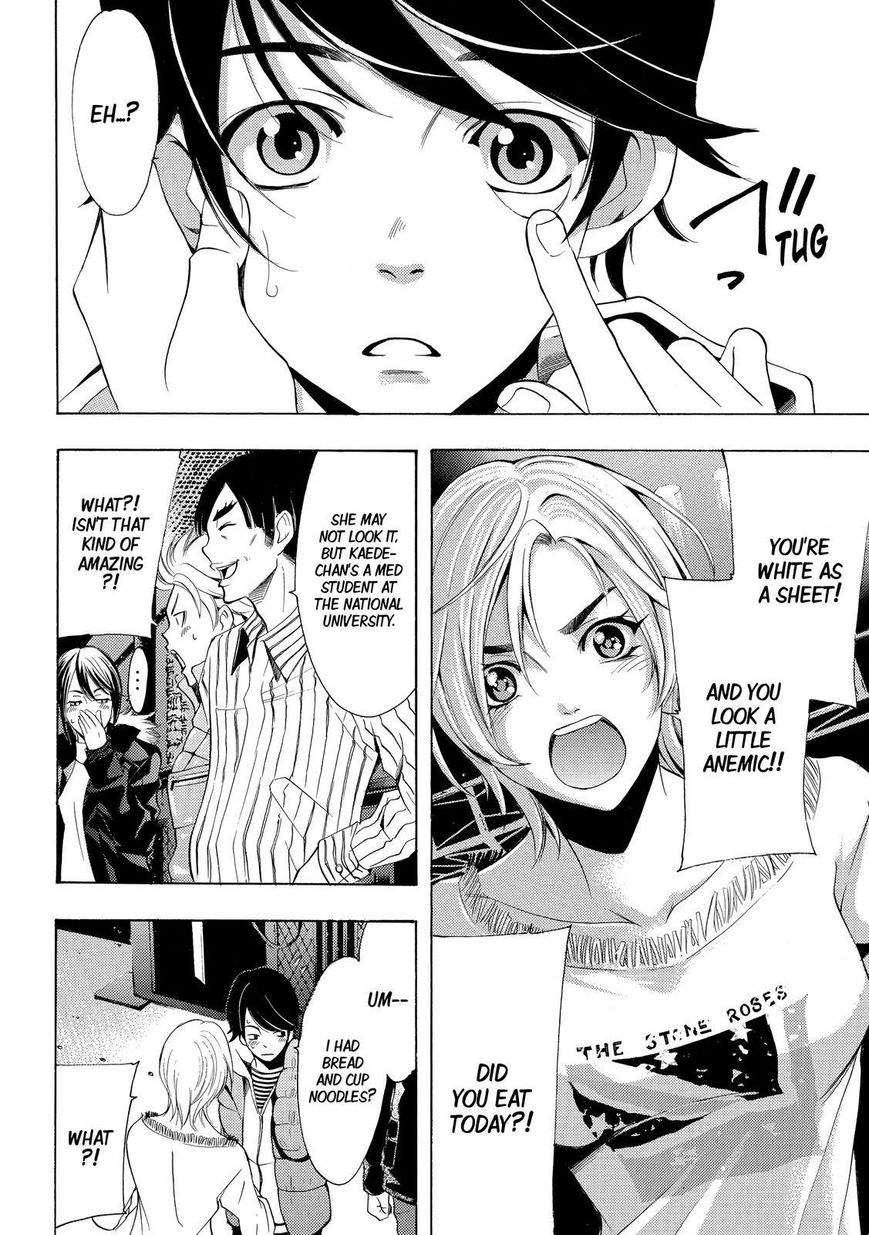 EH...?
グ
ッ
TUG
YOU'RE
WHITE AS
A SHEET!
AND YOU
LOOK A
LITTLE
ANEMIC!!
THE STONE ROSES
DID
YOU EAT
TODAY?!
SHE MAY
NOT LOOK IT,
BUT KAEDE-
CHAN'S A MED
STUDENT AT
THE NATIONAL
UNIVERSITY.
WHAT?!
ISN'T THAT
KIND OF
AMAZING
?!
...
UM--
I HAD
BREAD
AND CUP
NOODLES?
WHAT
?!